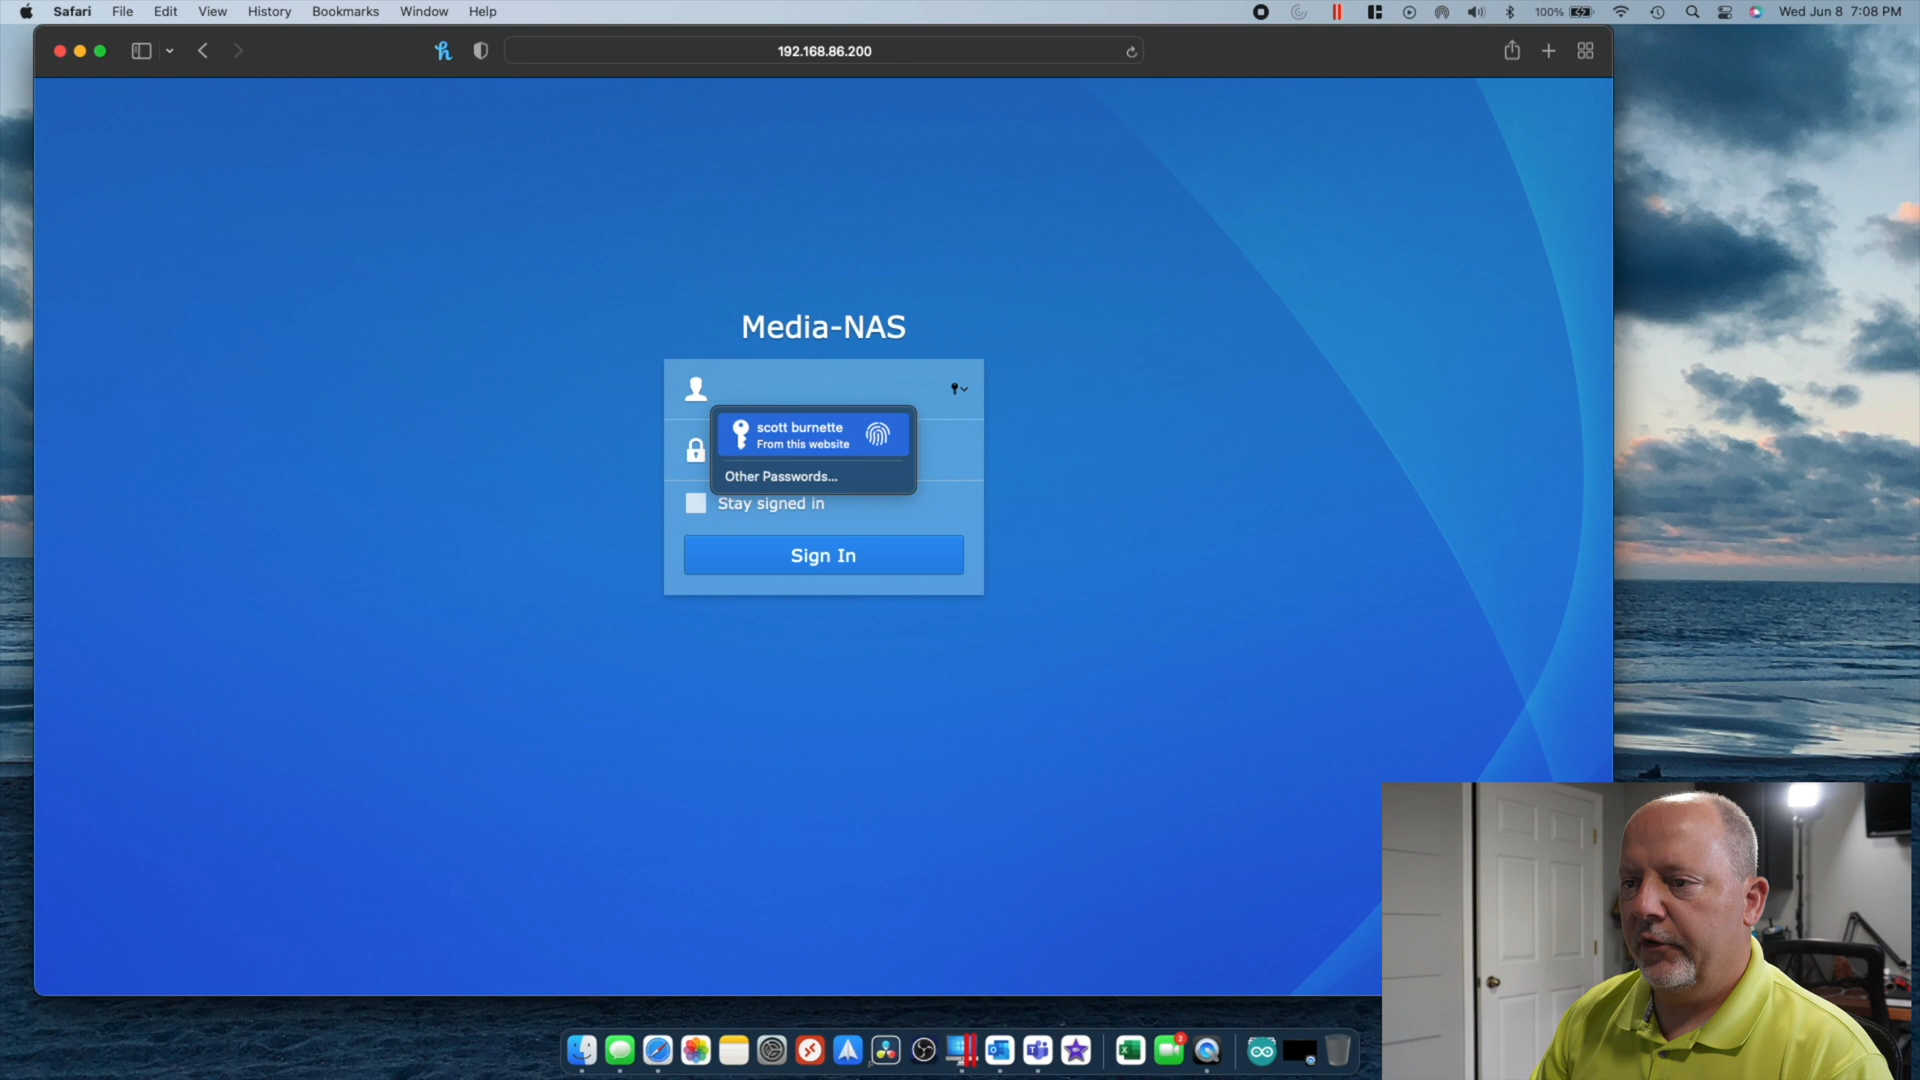 Safari File Edit View History Bookmarks Window Help 100% Wed Jun 8 7:08 PM
192.168.86.200
Media-NAS
scott burnette
From this website
Other Passwords...
Stay signed in
Sign In
2